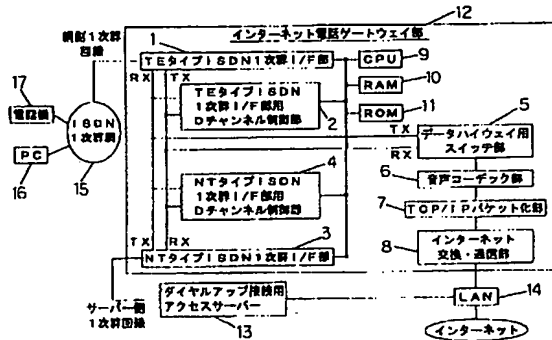 12
インターネット電話ゲートウェイ部
網側1次群
回線
1
TEタイプISDN1次群I/F部
RX
TX
CPU
9
RAM
10
ROM
11
17
電話機
PC
16
ISDN
1次群網
15
TEタイプISDN
1次群I/F部用
Dチャンネル制御部
2
TX
RX
5
データハイウェイ用
スイッチ部
6
音声コーデック部
4
NTタイプISDN
1次群I/F部用
Dチャンネル制御部
7
TCP/IPパケット化部
TX
RX
3
NTタイプISDN1次群I/F部
8
インターネット
交換・通信部
サーバー側
1次群回線
ダイヤルアップ接続用
アクセスサーバー
13
LAN
14
インターネット